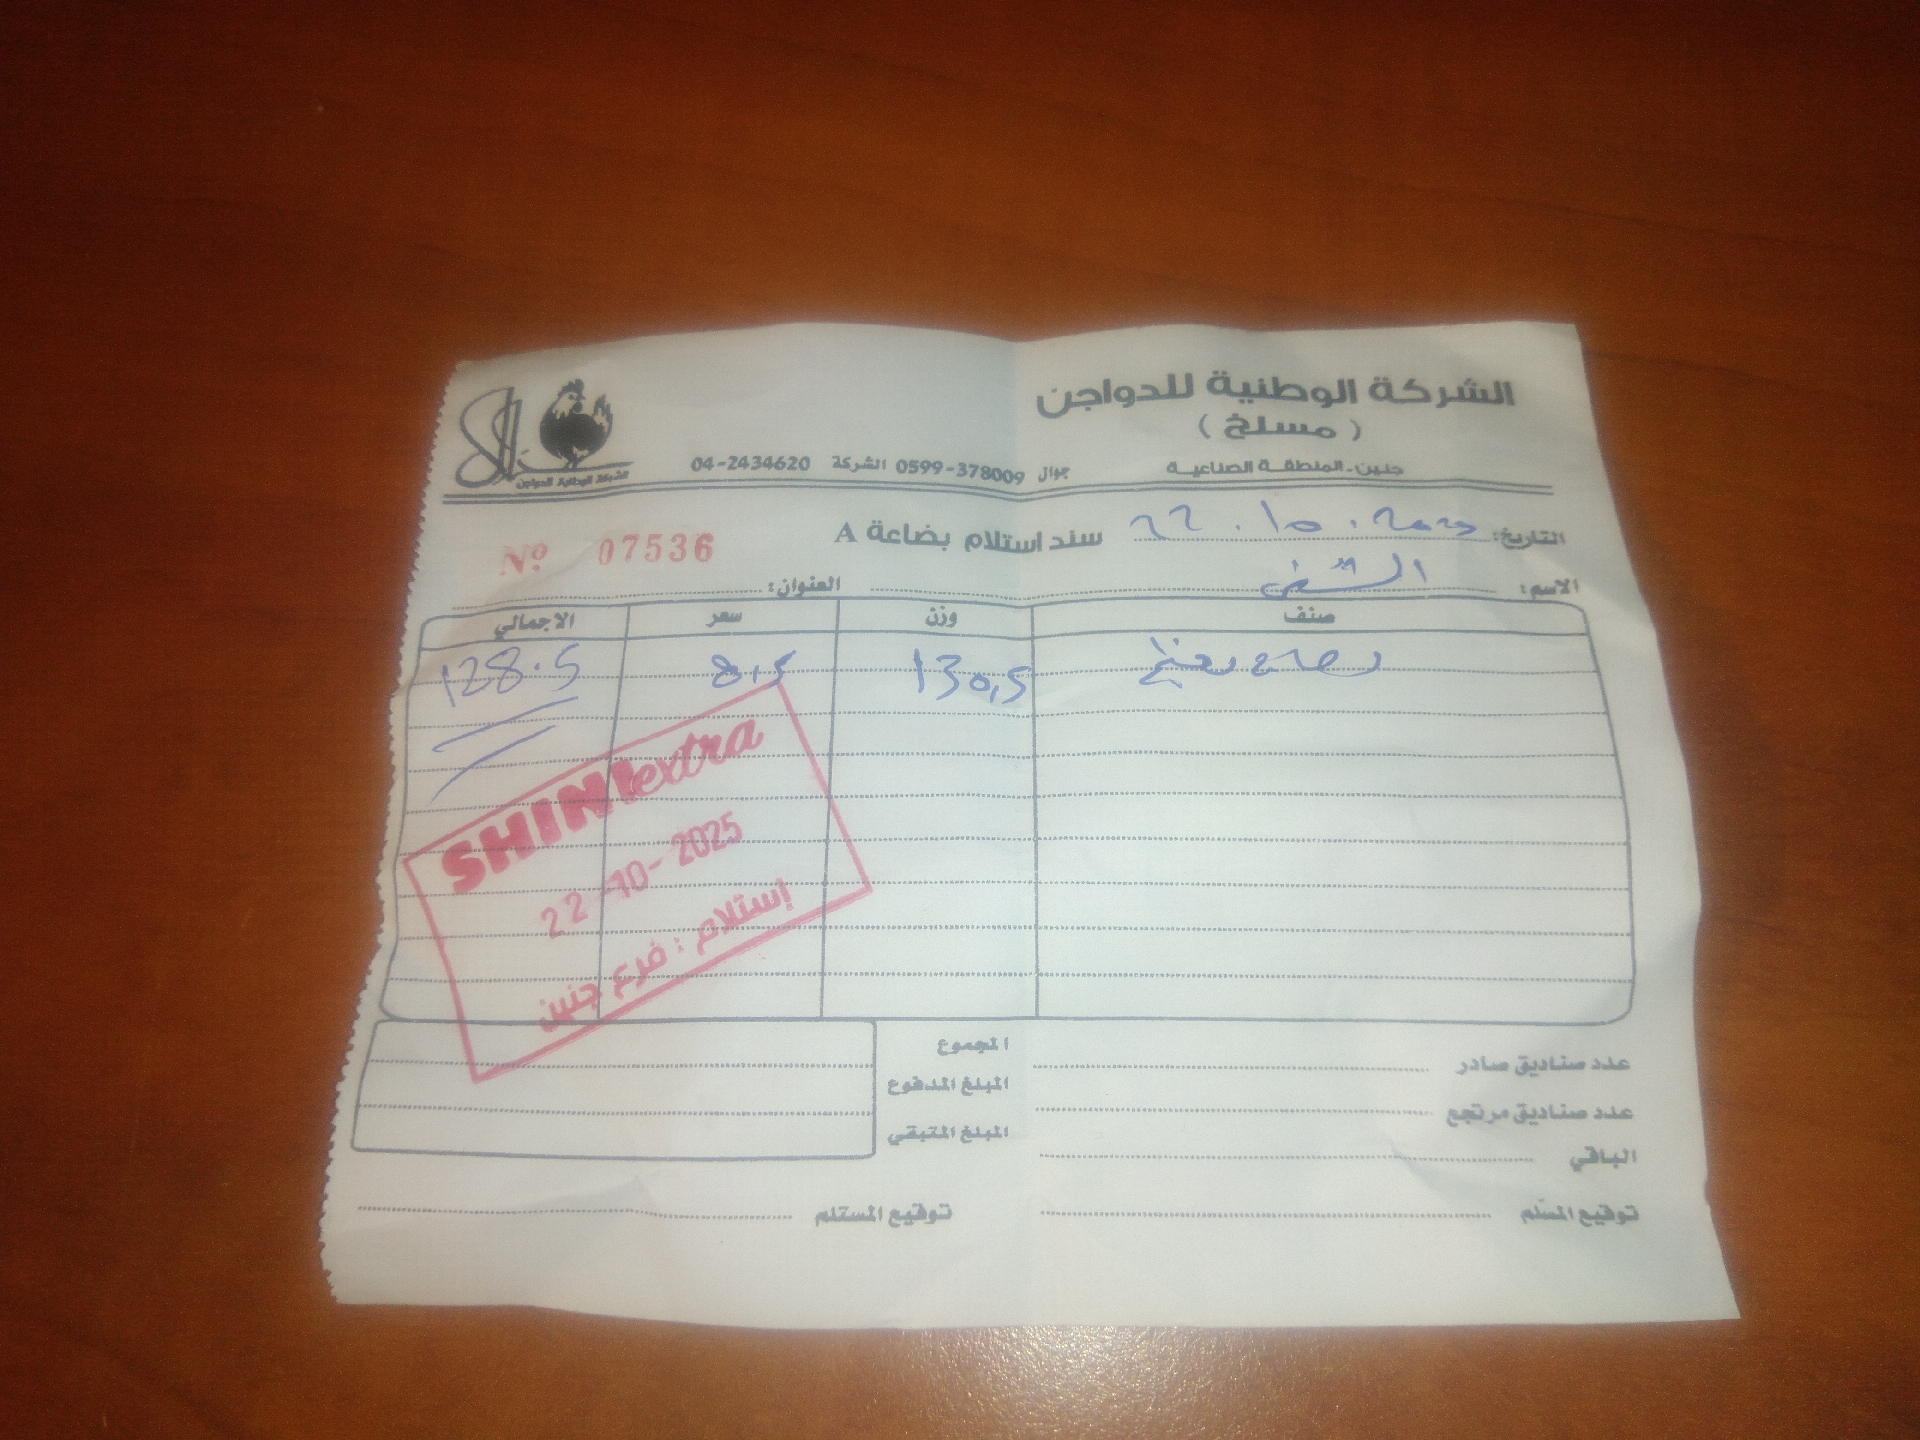 الشركة الوطنية للدواجن
( مسلخ )
جنين-المنطقة الصناعية
جوال 0599-378009 الشركة 04-2434620
الشركة الوطنية للدواجن
التاريخ: 22.10.2025
سند استلام بضاعة A
Nº 07536
الاسم:
العنوان:
صنف وزن سعر الاجمالي
130,5 8,5 128.5
SHINI extra
22-10-2025
إستلام : فرع جنين
عدد صناديق صادر
عدد صناديق مرتجع
الباقي
المجموع
المبلغ المدفوع
المبلغ المتبقي
توقيع المسلّم
توقيع المستلم